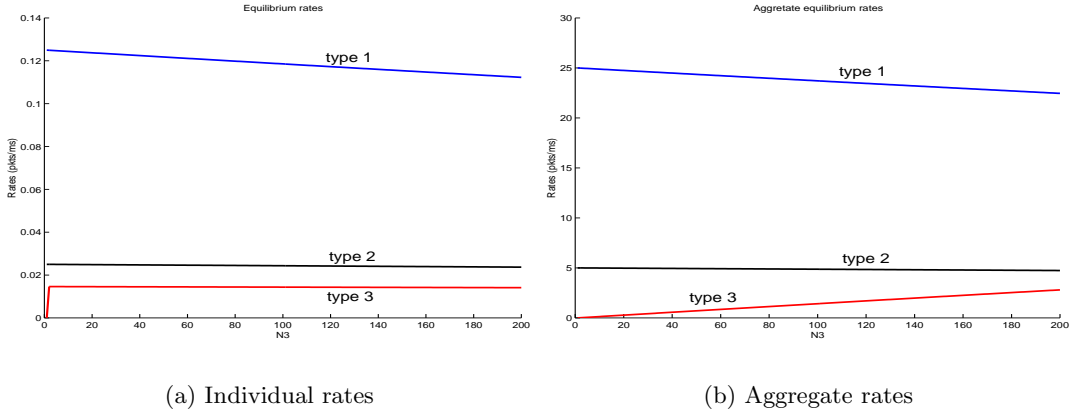 Equilibrium rates
0.14
0.12
0.1
0.08
0.06
0.04
0.02
0
Rates (pkts/ms)
type 1
type 2
type 3
0 20 40 60 80 100 120 140 160 180 200
N3
(a) Individual rates
Aggretate equilibrium rates
30
25
20
15
10
5
0
Rates (pkts/ms)
type 1
type 2
type 3
0 20 40 60 80 100 120 140 160 180 200
N3
(b) Aggregate rates